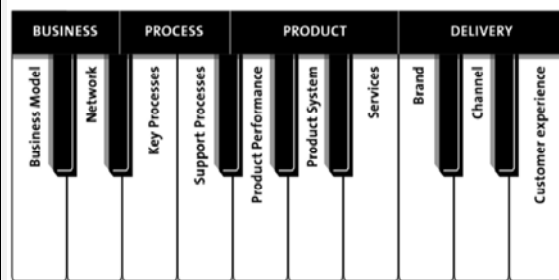 BUSINESS
PROCESS
PRODUCT
DELIVERY
Business Model
Network
Key Processes
Support Processes
Product Performance
Product System
Services
Brand
Channel
Customer experience